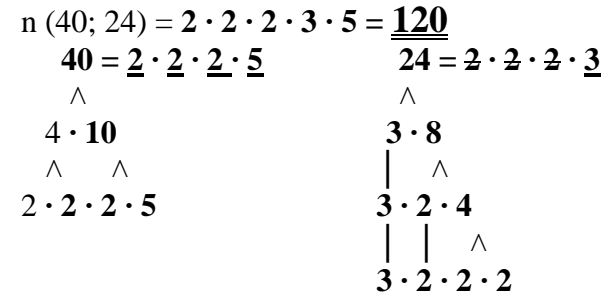 n (40; 24) = 2 · 2 · 2 · 3 · 5 = 120
40 = 2 · 2 · 2 · 5 24 = 2 · 2 · 2 · 3
^ ^
4 · 10 3 · 8
^ ^ | ^
2 · 2 · 2 · 5 3 · 2 · 4
| | ^
3 · 2 · 2 · 2